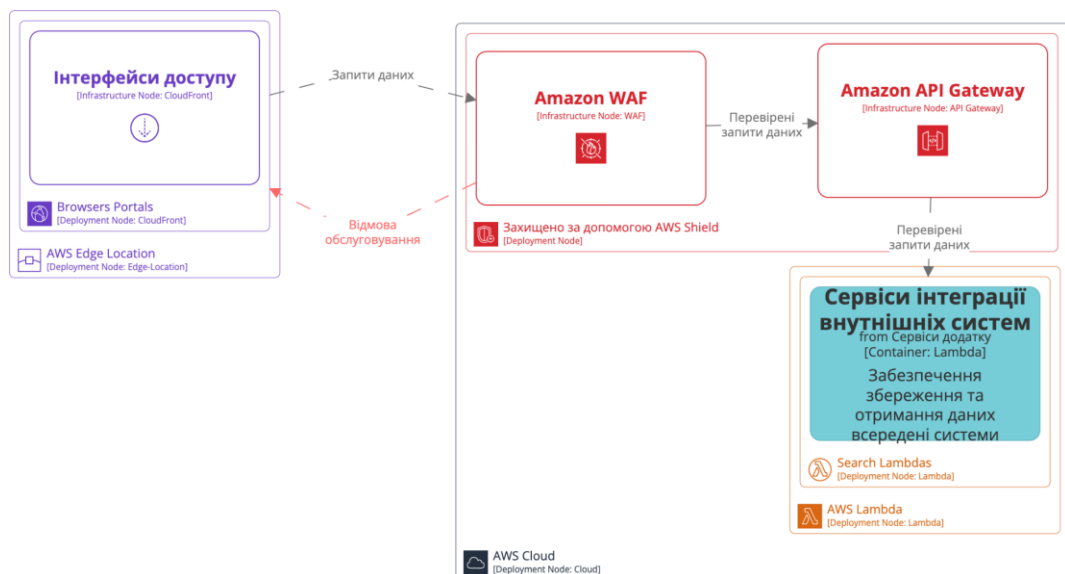 Інтерфейси доступу
[Infrastructure Node: CloudFront]
Browsers Portals
[Deployment Node: CloudFront]
AWS Edge Location
[Deployment Node: Edge-Location]
Запити даних
Відмова
обслуговування
Amazon WAF
[Infrastructure Node: WAF]
Перевірені
запити даних
Amazon API Gateway
[Infrastructure Node: API Gateway]
Захищено за допомогою AWS Shield
[Deployment Node]
Перевірені
запити даних
Сервіси інтеграції
внутнішніх систем
from Сервіси додатку
[Container: Lambda]
Забезпечення
збереження та
отримання даних
всередені системи
Search Lambdas
[Deployment Node: Lambda]
AWS Lambda
[Deployment Node: Lambda]
AWS Cloud
[Deployment Node: Cloud]